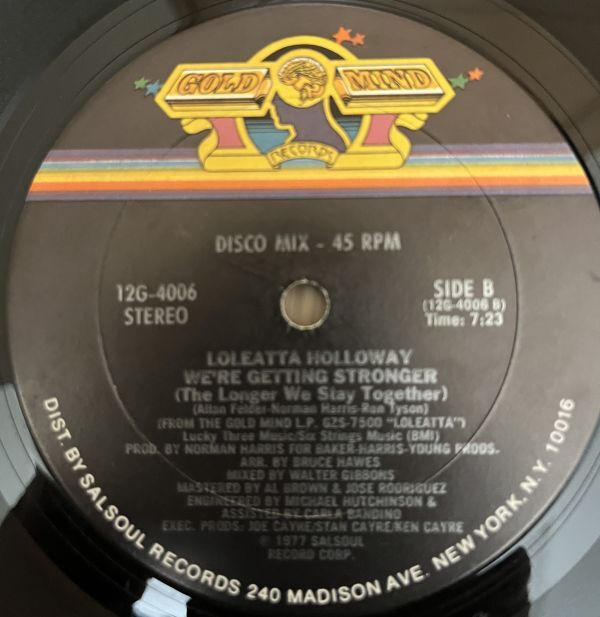 GOLD MIND
RECORDS
DISCO MIX - 45 RPM
12G-4006
STEREO
SIDE B
(12G-4006 B)
Time: 7:23
LOLEATTA HOLLOWAY
WE'RE GETTING STRONGER
(The Longer We Stay Together)
(Allan Felder-Norman Harris-Ron Tyson)
(FROM THE GOLD MIND L.P. GZS-7500 "LOLEATTA")
Lucky Three Music/Six Strings Music (BMI)
PROD. BY NORMAN HARRIS FOR BAKER-HARRIS-YOUNG PRODS.
ARR. BY BRUCE HAWES
MIXED BY WALTER GIBBONS
MASTERED BY AL BROWN & JOSE RODRIGUEZ
ENGINEERED BY MICHAEL HUTCHINSON &
ASSISTED BY CARLA BANDINO
EXEC. PRODS: JOE CAYRE/STAN CAYRE/KEN CAYRE
℗ 1977 SALSOUL
RECORD CORP.
DIST. BY SALSOUL RECORDS 240 MADISON AVE. NEW YORK, N.Y. 10016